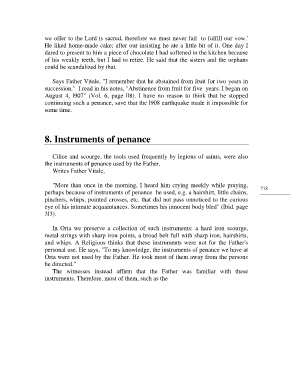 we offer to the Lord is sacred, therefore we must never fail to fulfill our vow.'
He liked home-made cake; after our insisting he ate a little bit of it. One day I
dared to present to him a piece of chocolate I had softened in the kitchen because
of his weakly teeth, but I had to retire. He said that the sisters and the orphans
could be scandalised by that.
Says Father Vitale, "I remember that he abstained from fruit for two years in
succession." I read in his notes, "Abstinence from fruit for five years. I began on
August 4, 1907" (Vol. 6, page 118). I have no reason to think that he stopped
continuing such a penance, save that the 1908 earthquake made it impossible for
some time.
8. Instruments of penance
Cilice and scourge, the tools used frequently by legions of saints, were also
the instruments of penance used by the Father.
Writes Father Vitale,
"More than once in the morning, I heard him crying meekly while praying,
perhaps because of instruments of penance he used, e.g. a hairshirt, little chains,
pinchers, whips, pointed crosses, etc. that did not pass unnoticed to the curious
eye of his intimate acquaintances. Sometimes his innocent body bled" (Ibid. page
313).
718
In Oria we preserve a collection of such instruments: a hard iron scourge,
metal strings with sharp iron points, a broad belt full with sharp iron, hairshirts,
and whips. A Religious thinks that these instruments were not for the Father's
personal use. He says, "To my knowledge, the instruments of penance we have at
Oria were not used by the Father. He took most of them away from the persons
he directed."
The witnesses instead affirm that the Father was familiar with these
instruments. Therefore, most of them, such as the